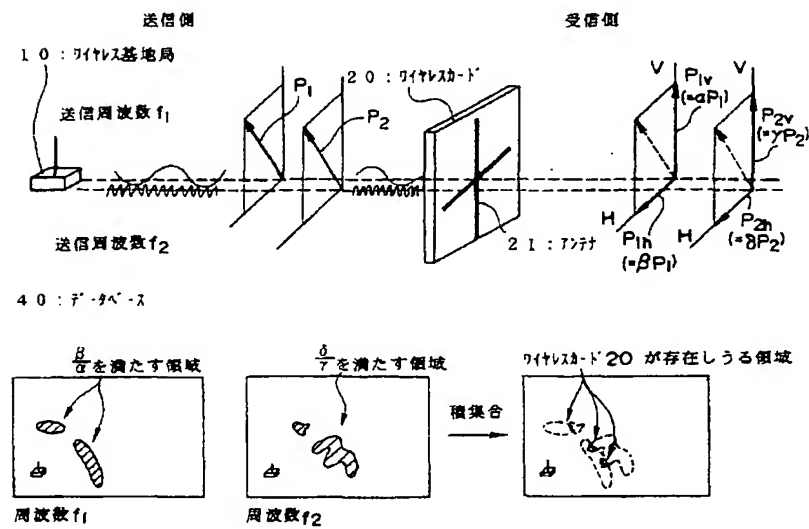 送信側
受信側
10:ワイヤレス基地局
20:ワイヤレスカード
送信周波数f1
P1
P2
V
P1v
(=αP1)
V
P2v
(=γP2)
H
P1h
(=βP1)
H
P2h
(=δP2)
送信周波数f2
21:アンテナ
40:データベース
β/αを満たす領域
δ/γを満たす領域
ワイヤレスカード20が存在しうる領域
積集合
周波数f1
周波数f2